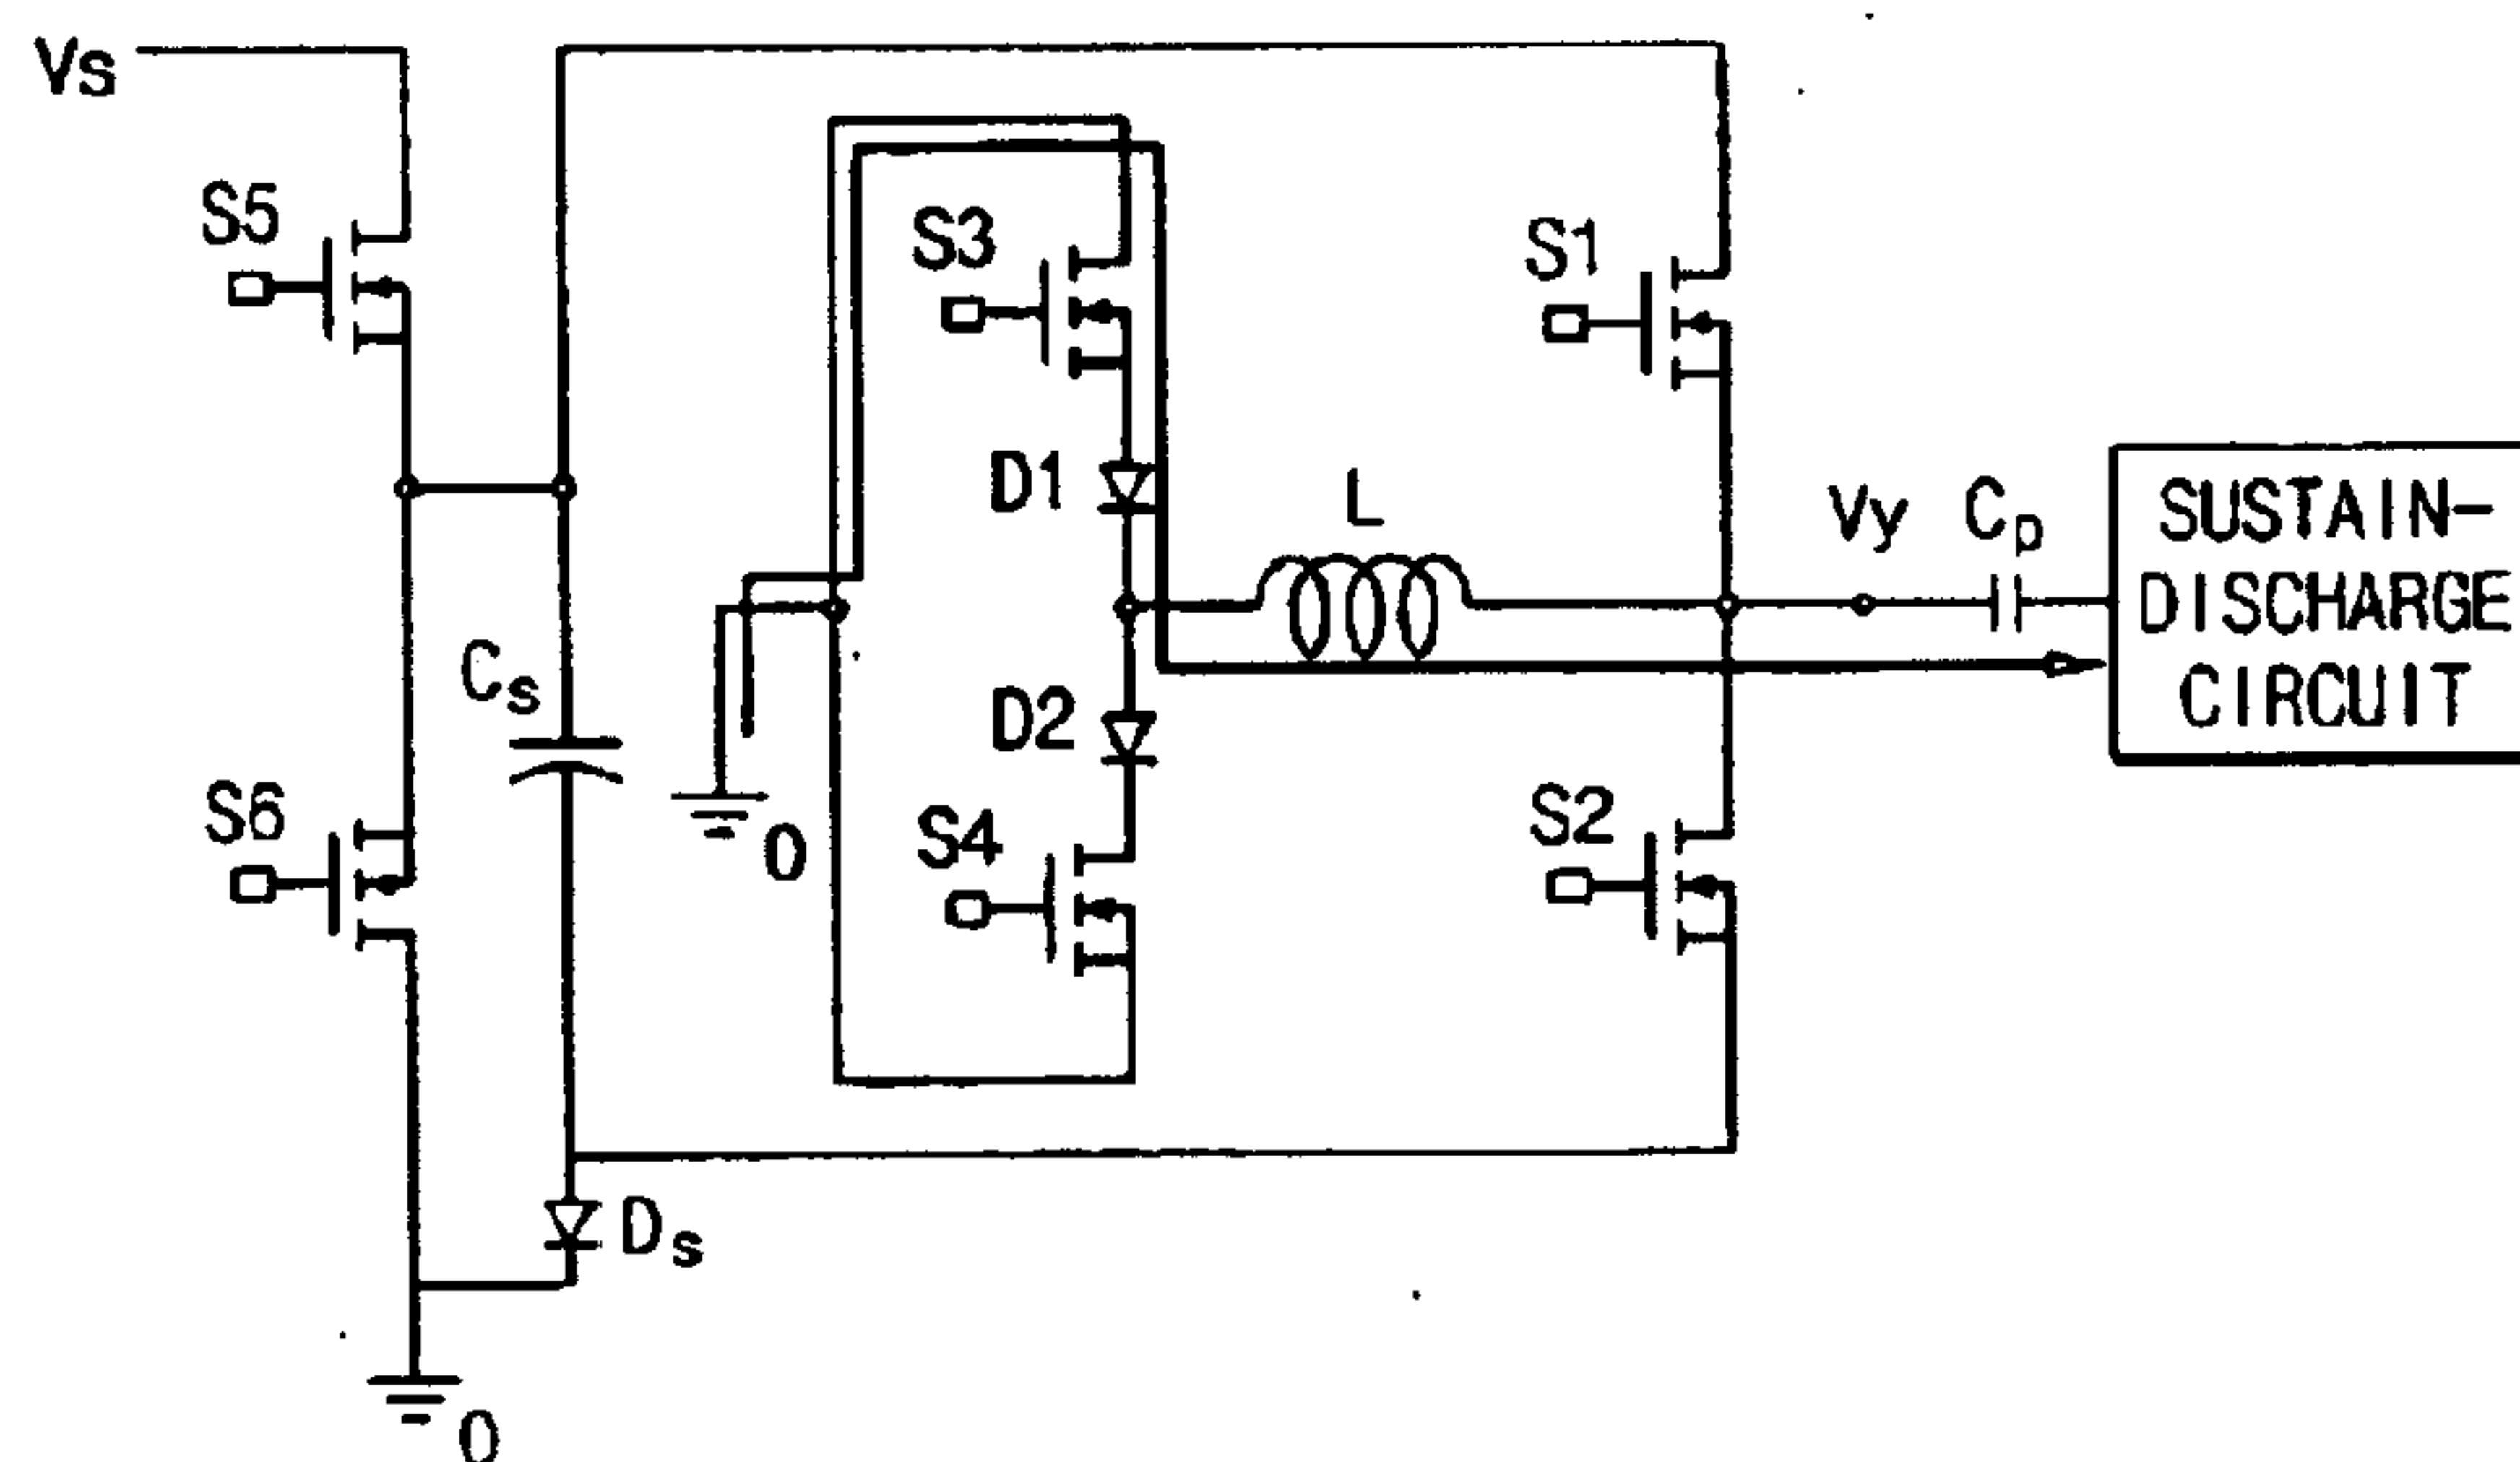 Vs
S5
S3
S1
D1
L
Vy
Cp
SUSTAIN-
DISCHARGE
CIRCUIT
Cs
D2
S6
0
S4
S2
Ds
0